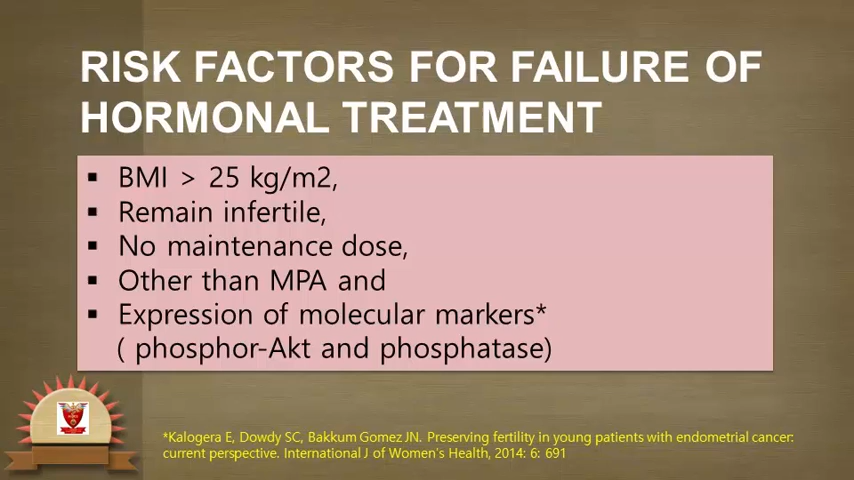 RISK FACTORS FOR FAILURE OF
HORMONAL TREATMENT
▪ BMI > 25 kg/m2,
▪ Remain infertile,
▪ No maintenance dose,
▪ Other than MPA and
▪ Expression of molecular markers*
( phosphor-Akt and phosphatase)
*Kalogera E, Dowdy SC, Bakkum Gomez JN. Preserving fertility in young patients with endometrial cancer:
current perspective. International J of Women's Health, 2014: 6: 691